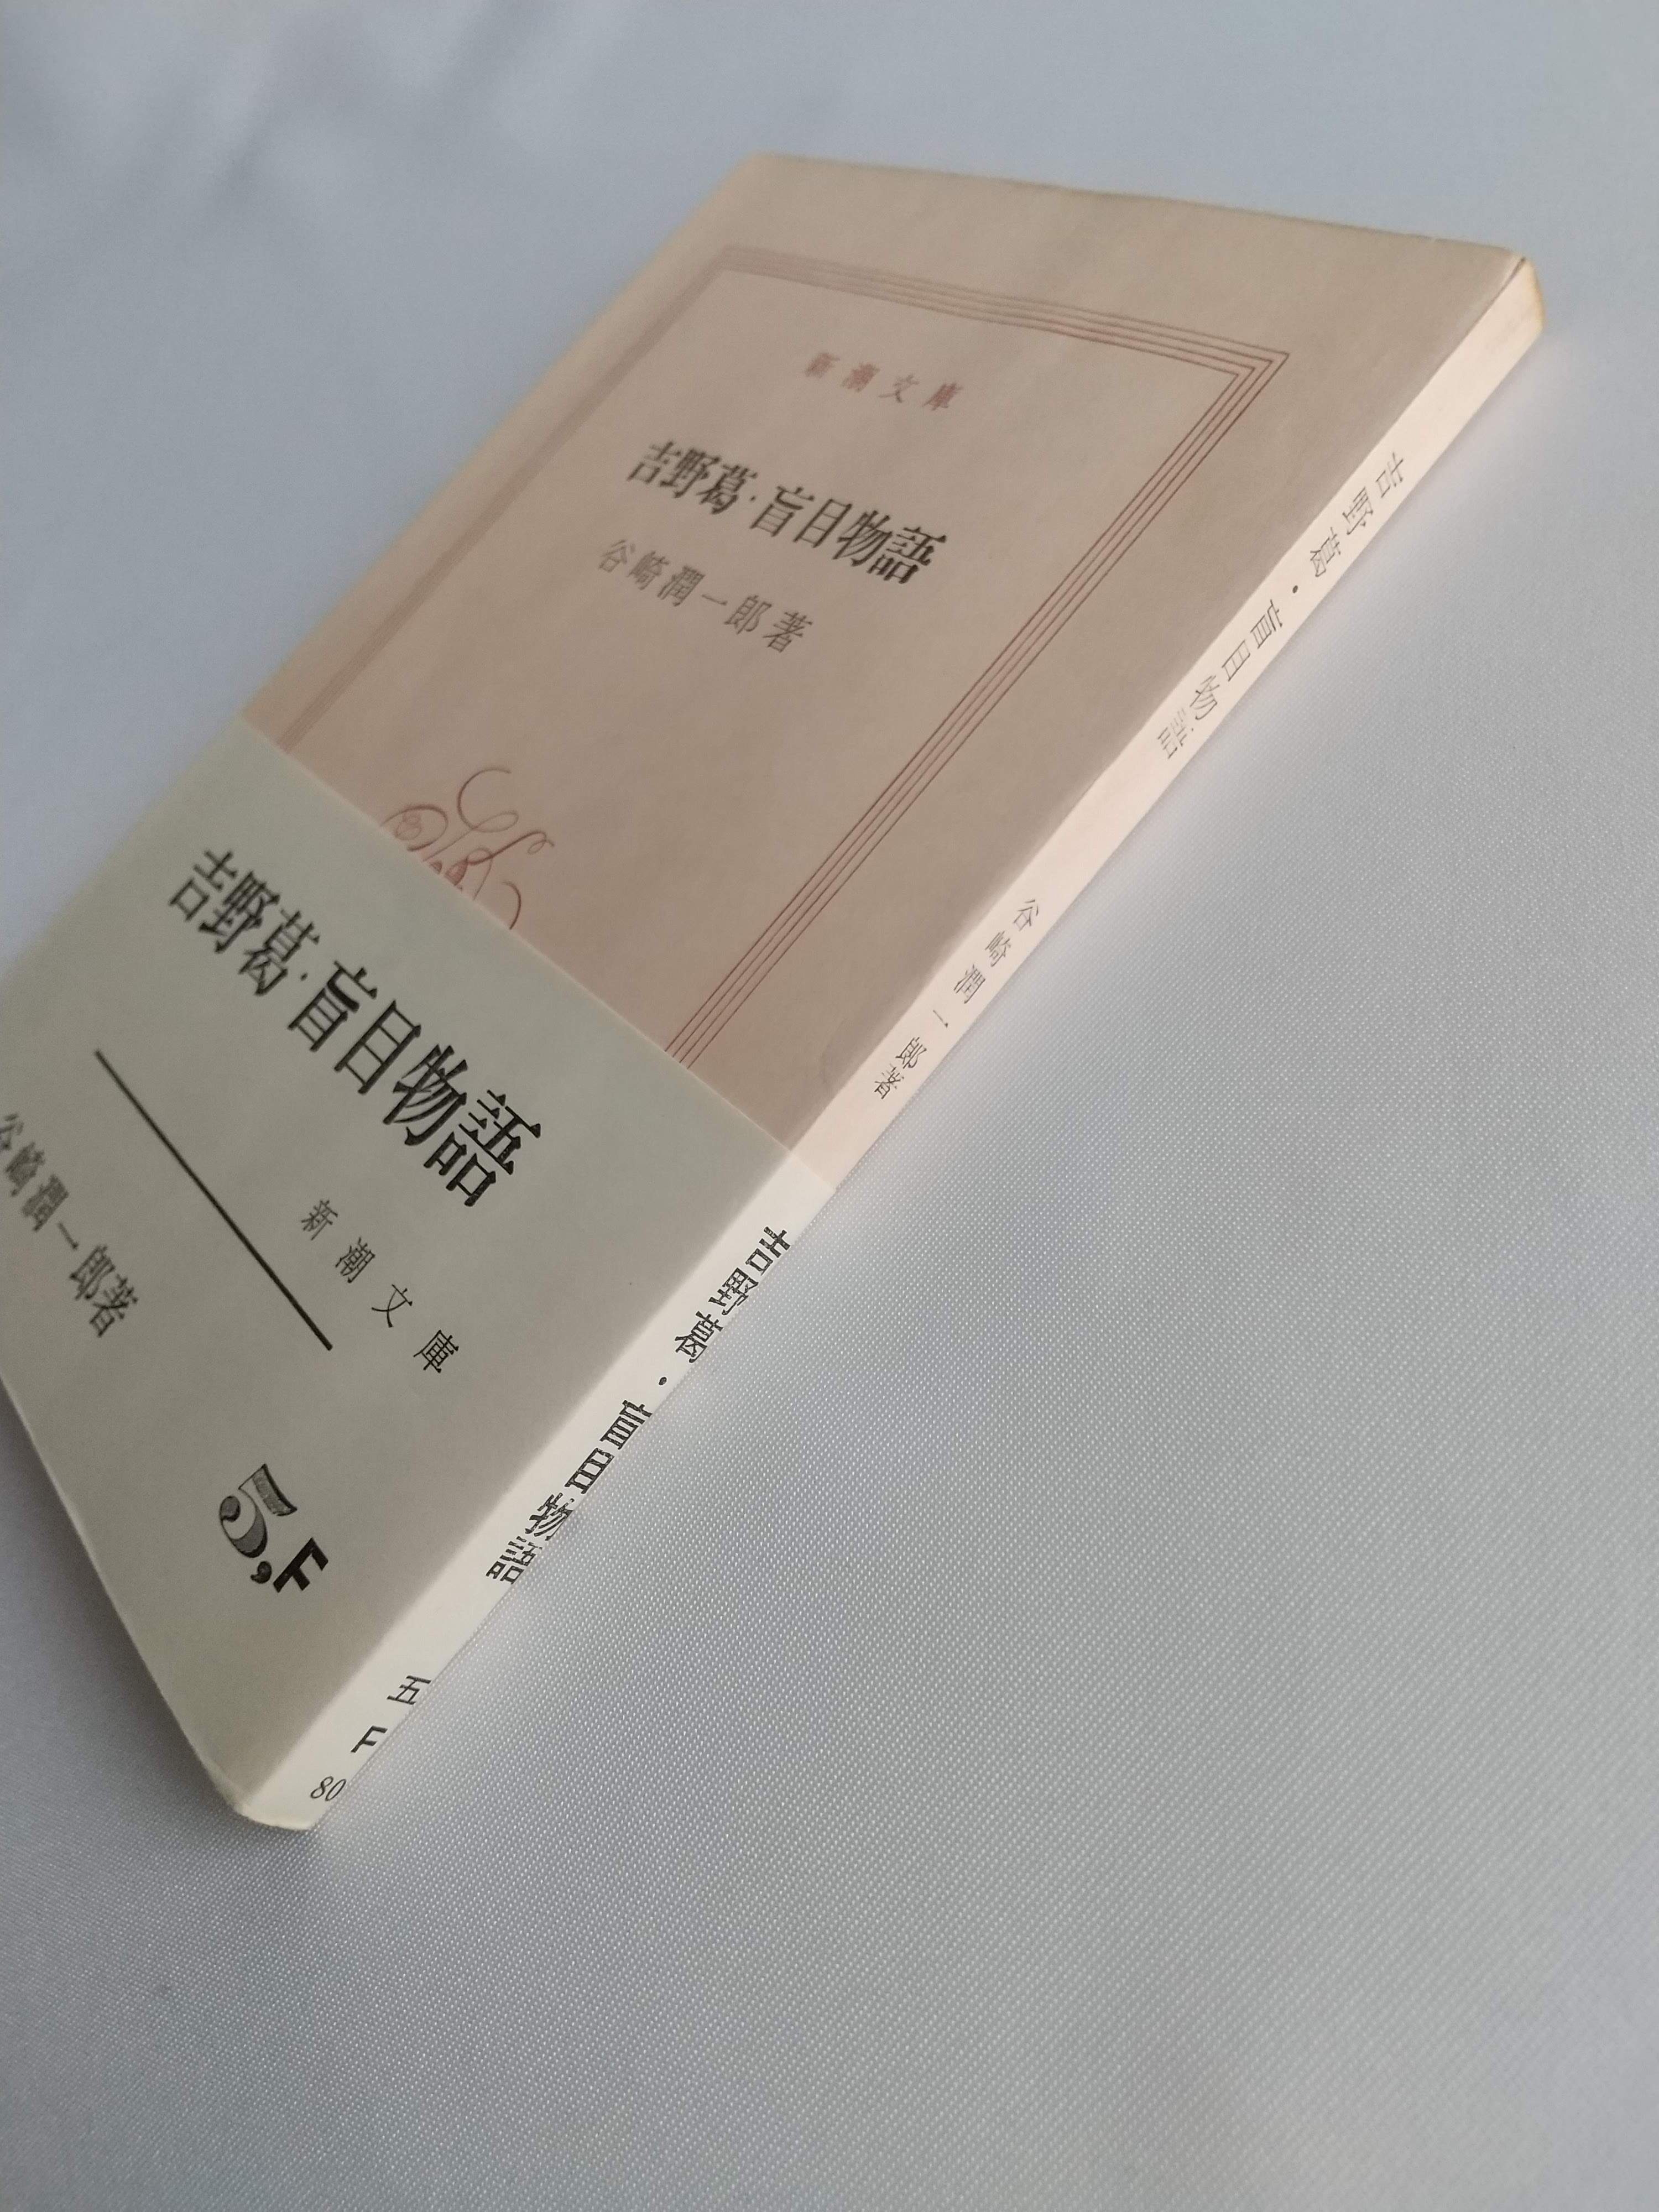 新潮文庫
吉野葛・盲目物語
谷崎潤一郎著
吉野葛・盲目物語
谷崎潤一郎著
吉野葛・盲目物語
新潮文庫
谷崎潤一郎著
5,F
吉野葛・盲目物語
五
F
80